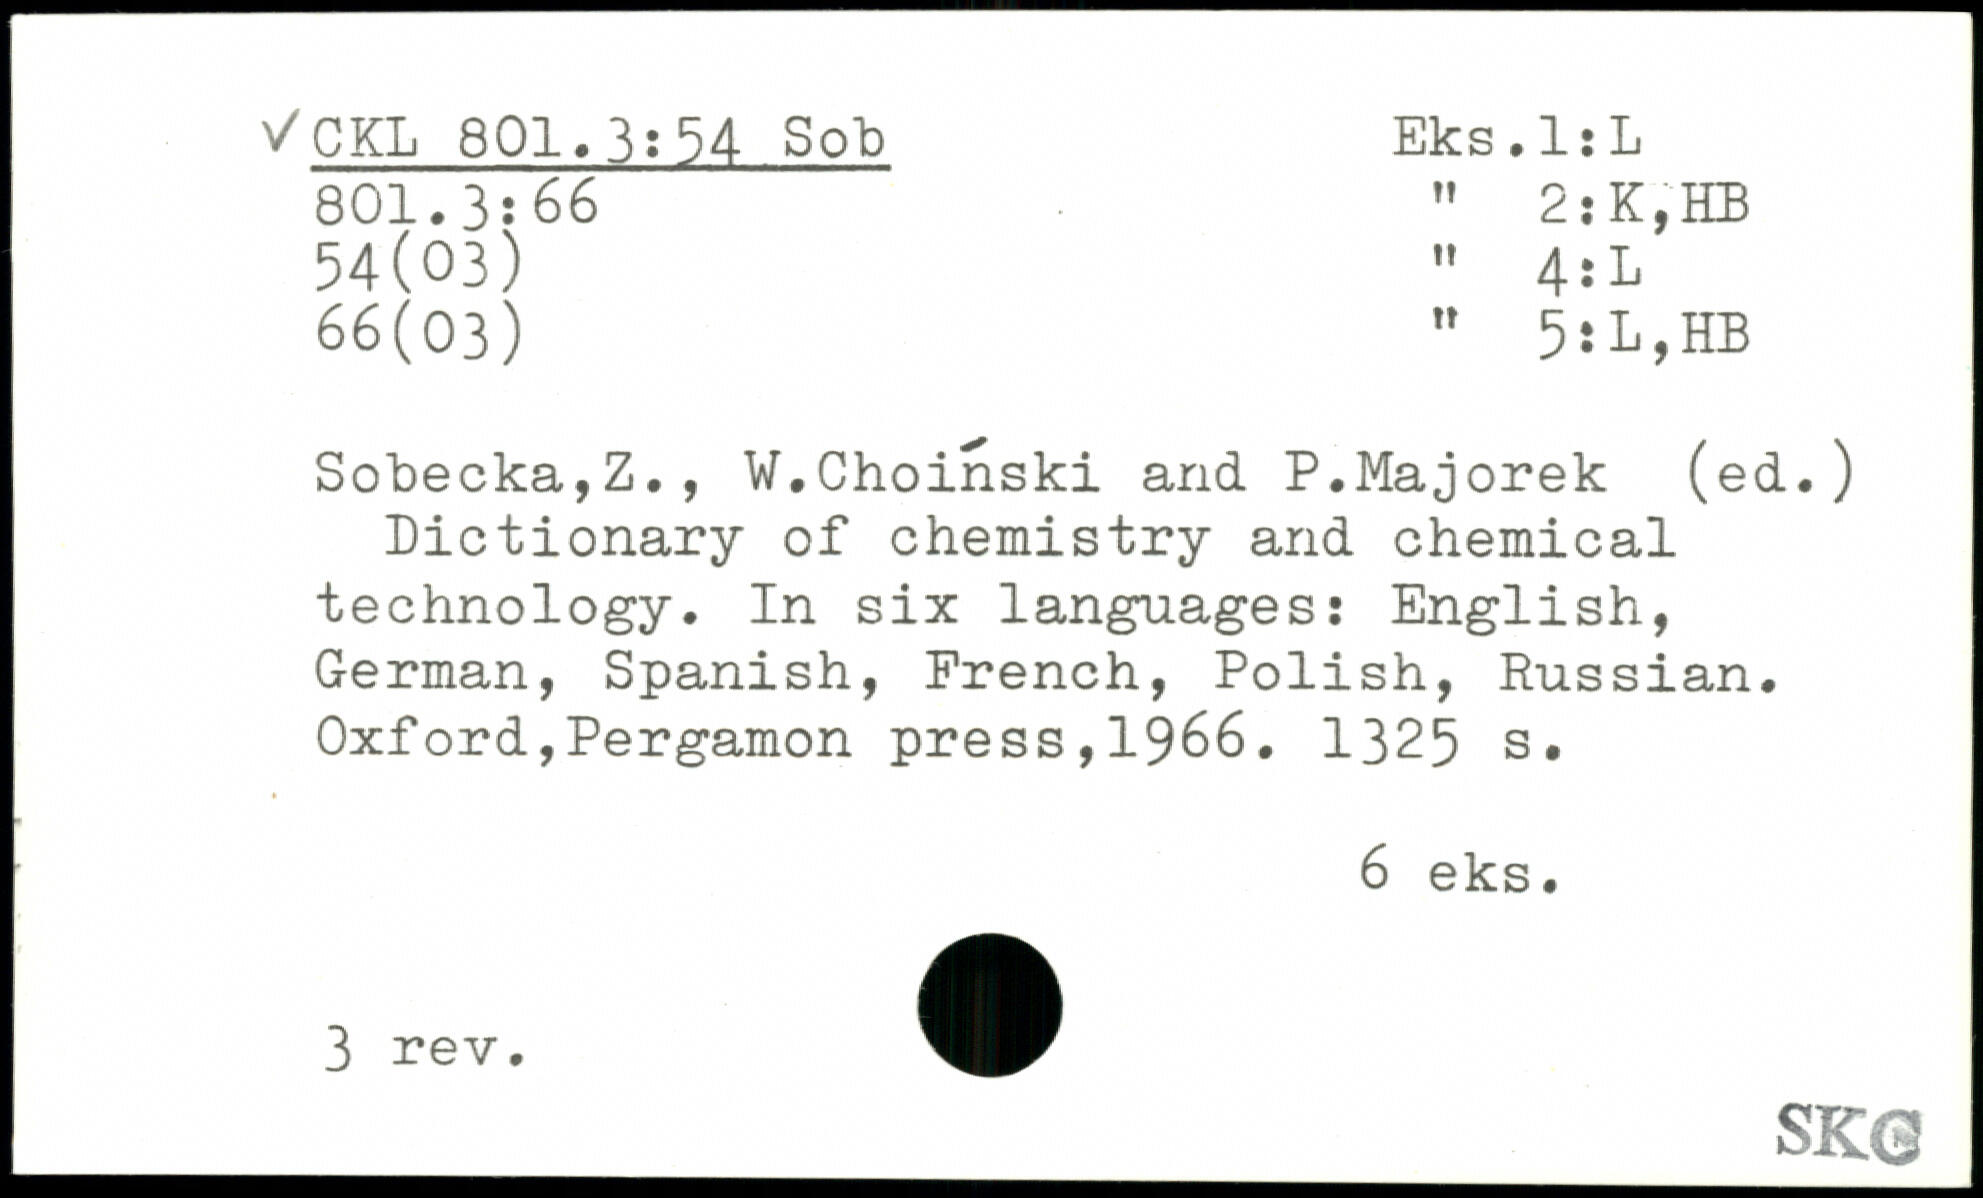 ✓ CKL 801.3:54 Sob
801.3:66
54(03)
66(03)
Eks.1:L
" 2:K,HB
" 4:L
" 5:L,HB
Sobecka,Z., W.Choiński and P.Majorek (ed.)
Dictionary of chemistry and chemical
technology. In six languages: English,
German, Spanish, French, Polish, Russian.
Oxford,Pergamon press,1966. 1325 s.
6 eks.
3 rev.
SKC